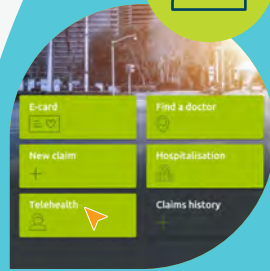 E-card
Find a doctor
New claim
Hospitalisation
Telehealth
Claims history